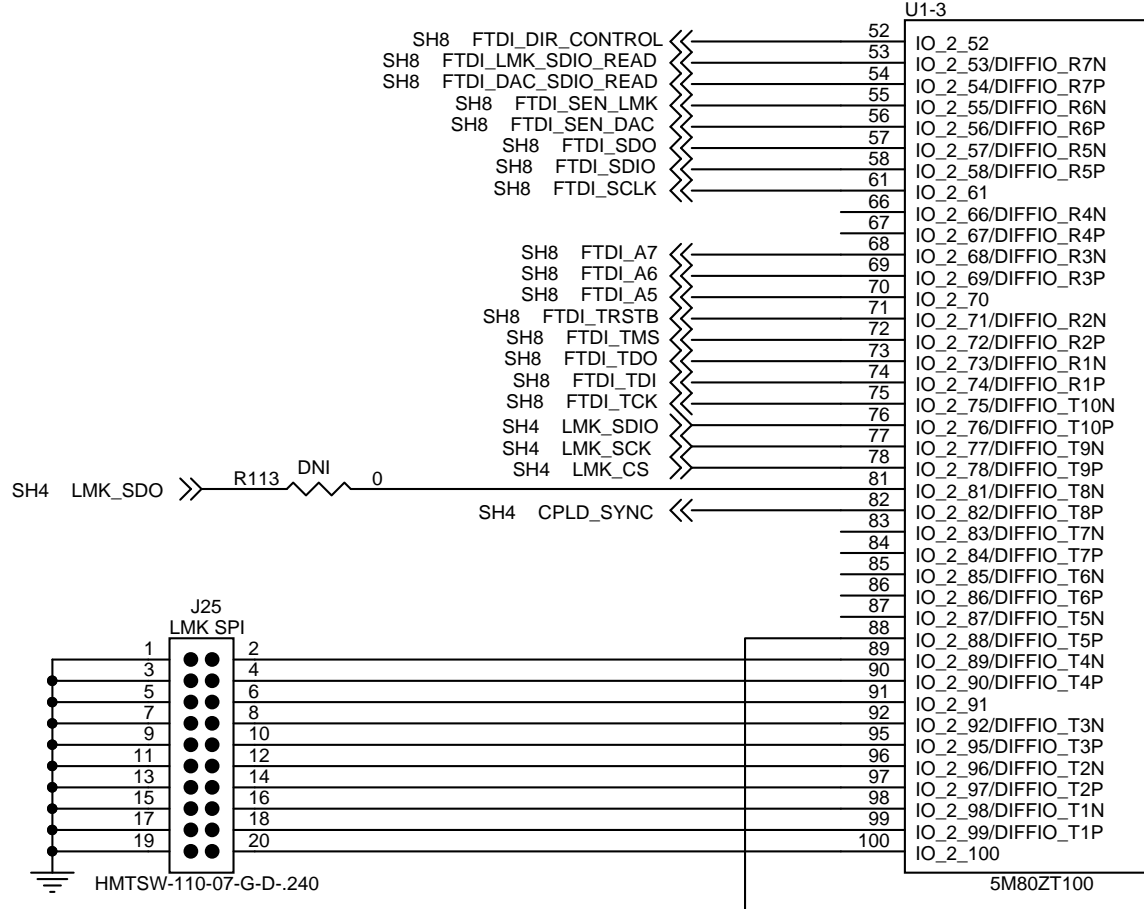 U1-3
SH8 FTDI_DIR_CONTROL 52 IO_2_52
SH8 FTDI_LMK_SDIO_READ 53 IO_2_53/DIFFIO_R7N
SH8 FTDI_DAC_SDIO_READ 54 IO_2_54/DIFFIO_R7P
SH8 FTDI_SEN_LMK 55 IO_2_55/DIFFIO_R6N
SH8 FTDI_SEN_DAC 56 IO_2_56/DIFFIO_R6P
SH8 FTDI_SDO 57 IO_2_57/DIFFIO_R5N
SH8 FTDI_SDIO 58 IO_2_58/DIFFIO_R5P
SH8 FTDI_SCLK 61 IO_2_61
66 IO_2_66/DIFFIO_R4N
67 IO_2_67/DIFFIO_R4P
SH8 FTDI_A7 68 IO_2_68/DIFFIO_R3N
SH8 FTDI_A6 69 IO_2_69/DIFFIO_R3P
SH8 FTDI_A5 70 IO_2_70
SH8 FTDI_TRSTB 71 IO_2_71/DIFFIO_R2N
SH8 FTDI_TMS 72 IO_2_72/DIFFIO_R2P
SH8 FTDI_TDO 73 IO_2_73/DIFFIO_R1N
SH8 FTDI_TDI 74 IO_2_74/DIFFIO_R1P
SH8 FTDI_TCK 75 IO_2_75/DIFFIO_T10N
SH4 LMK_SDIO 76 IO_2_76/DIFFIO_T10P
SH4 LMK_SCK 77 IO_2_77/DIFFIO_T9N
SH4 LMK_CS 78 IO_2_78/DIFFIO_T9P
DNI
SH4 LMK_SDO R113 0 81 IO_2_81/DIFFIO_T8N
SH4 CPLD_SYNC 82 IO_2_82/DIFFIO_T8P
83 IO_2_83/DIFFIO_T7N
84 IO_2_84/DIFFIO_T7P
85 IO_2_85/DIFFIO_T6N
86 IO_2_86/DIFFIO_T6P
J25
87 IO_2_87/DIFFIO_T5N
LMK SPI
88 IO_2_88/DIFFIO_T5P
1 2 89 IO_2_89/DIFFIO_T4N
3 4 90 IO_2_90/DIFFIO_T4P
5 6 91 IO_2_91
7 8 92 IO_2_92/DIFFIO_T3N
9 10 95 IO_2_95/DIFFIO_T3P
11 12 96 IO_2_96/DIFFIO_T2N
13 14 97 IO_2_97/DIFFIO_T2P
15 16 98 IO_2_98/DIFFIO_T1N
17 18 99 IO_2_99/DIFFIO_T1P
19 20 100 IO_2_100
HMTSW-110-07-G-D-.240 5M80ZT100